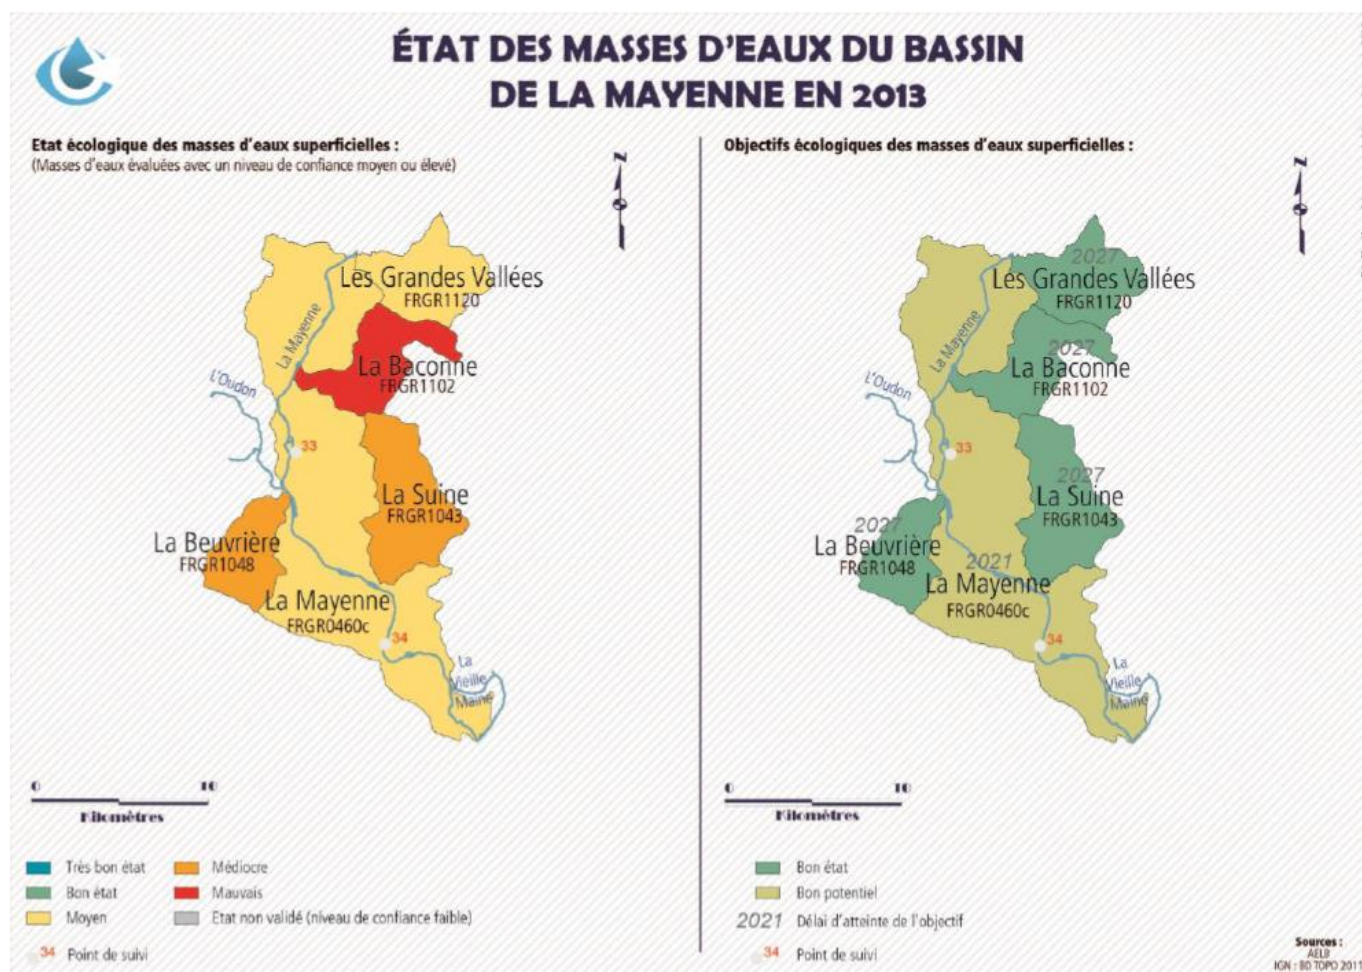 ÉTAT DES MASSES D'EAUX DU BASSIN
DE LA MAYENNE EN 2013
Etat écologique des masses d'eaux superficielles :
(Masses d'eaux évaluées avec un niveau de confiance moyen ou élevé)
N
Les Grandes Vallées
FRGR1120
La Mayenne
La Baconne
FRGR1102
L'Oudon
33
La Suine
FRGR1043
La Beuvrière
FRGR1048
La Mayenne
FRGR0460c
34
La
Vieille
Maine
0 10
Kilomètres
Très bon état
Bon état
Moyen
Médiocre
Mauvais
Etat non validé (niveau de confiance faible)
34 Point de suivi
Objectifs écologiques des masses d'eaux superficielles :
N
2027
Les Grandes Vallées
FRGR1120
La Mayenne
2027
La Baconne
FRGR1102
L'Oudon
33
2027
La Suine
FRGR1043
2027
La Beuvrière
FRGR1048
2021
La Mayenne
FRGR0460c
34
La
Vieille
Maine
0 10
Kilomètres
Bon état
Bon potentiel
2021 Délai d'atteinte de l'objectif
34 Point de suivi
Sources :
AELB
IGN : BD TOPO 2011